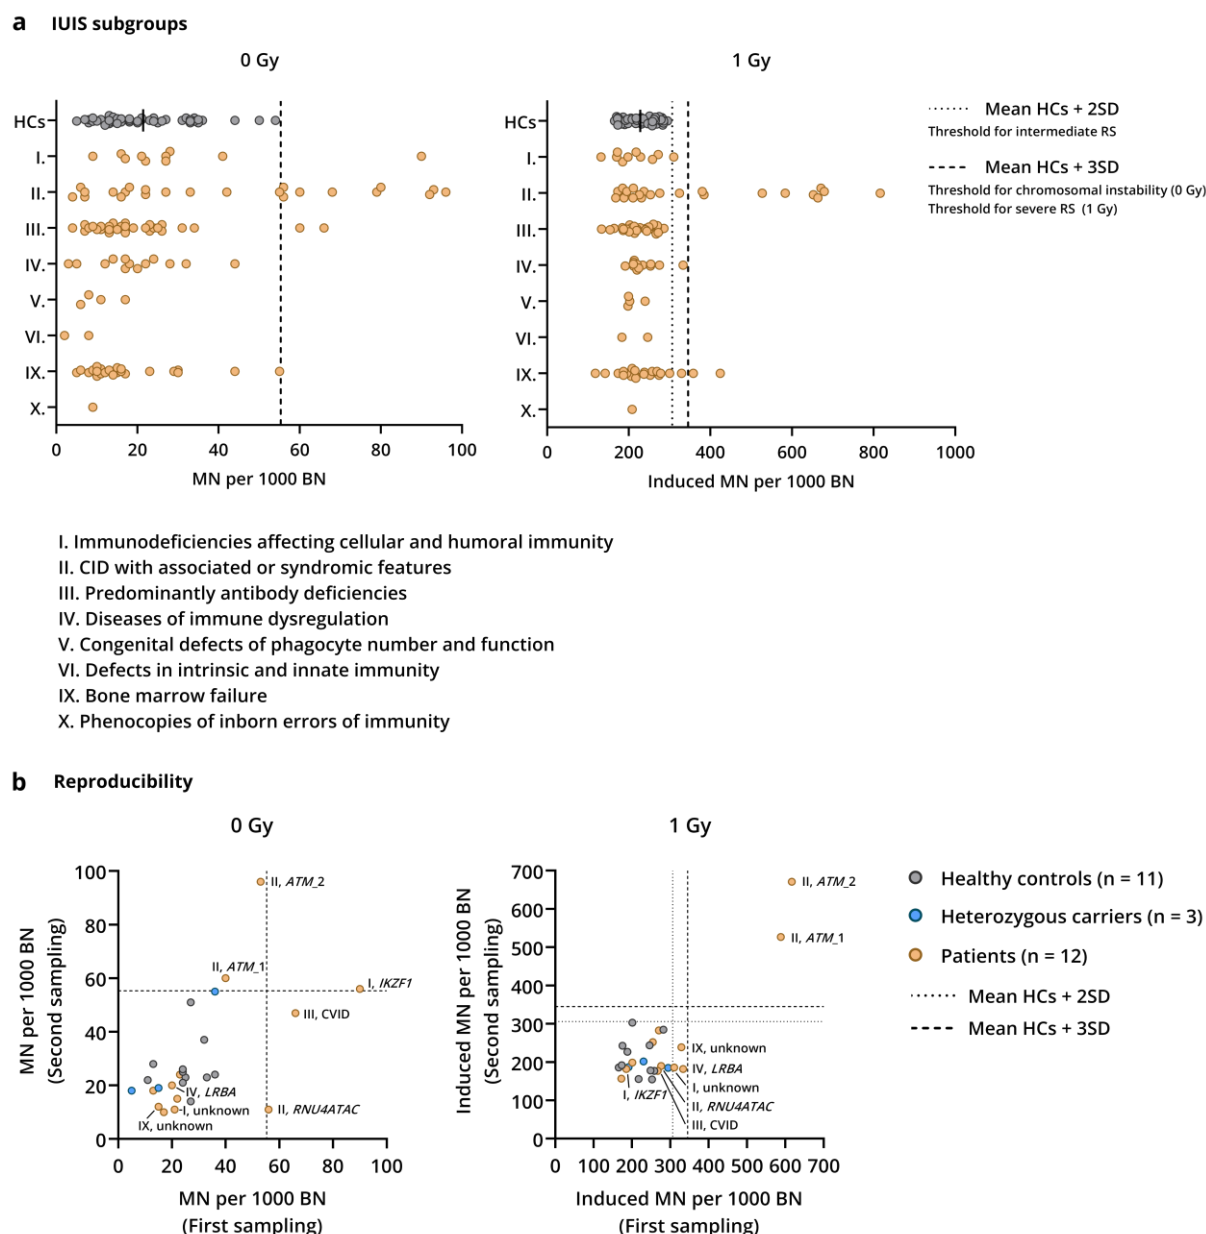 a IUIS subgroups
0 Gy
1 Gy
HCs
I.
II.
III.
IV.
V.
VI.
IX.
X.
0 20 40 60 80 100
MN per 1000 BN
HCs
I.
II.
III.
IV.
V.
VI.
IX.
X.
0 200 400 600 800 1000
Induced MN per 1000 BN
Mean HCs + 2SD
Threshold for intermediate RS
Mean HCs + 3SD
Threshold for chromosomal instability (0 Gy)
Threshold for severe RS (1 Gy)
I. Immunodeficiencies affecting cellular and humoral immunity
II. CID with associated or syndromic features
III. Predominantly antibody deficiencies
IV. Diseases of immune dysregulation
V. Congenital defects of phagocyte number and function
VI. Defects in intrinsic and innate immunity
IX. Bone marrow failure
X. Phenocopies of inborn errors of immunity
b Reproducibility
0 Gy
MN per 1000 BN
(Second sampling)
100
80
60
40
20
0
II, ATM_2
II, ATM_1
I, IKZF1
III, CVID
IV, LRBA
I, unknown
IX, unknown
II, RNU4ATAC
0 20 40 60 80 100
MN per 1000 BN
(First sampling)
1 Gy
Induced MN per 1000 BN
(Second sampling)
700
600
500
400
300
200
100
0
II, ATM_2
II, ATM_1
IX, unknown
IV, LRBA
I, unknown
I, IKZF1
II, RNU4ATAC
III, CVID
0 100 200 300 400 500 600 700
Induced MN per 1000 BN
(First sampling)
Healthy controls (n = 11)
Heterozygous carriers (n = 3)
Patients (n = 12)
Mean HCs + 2SD
Mean HCs + 3SD